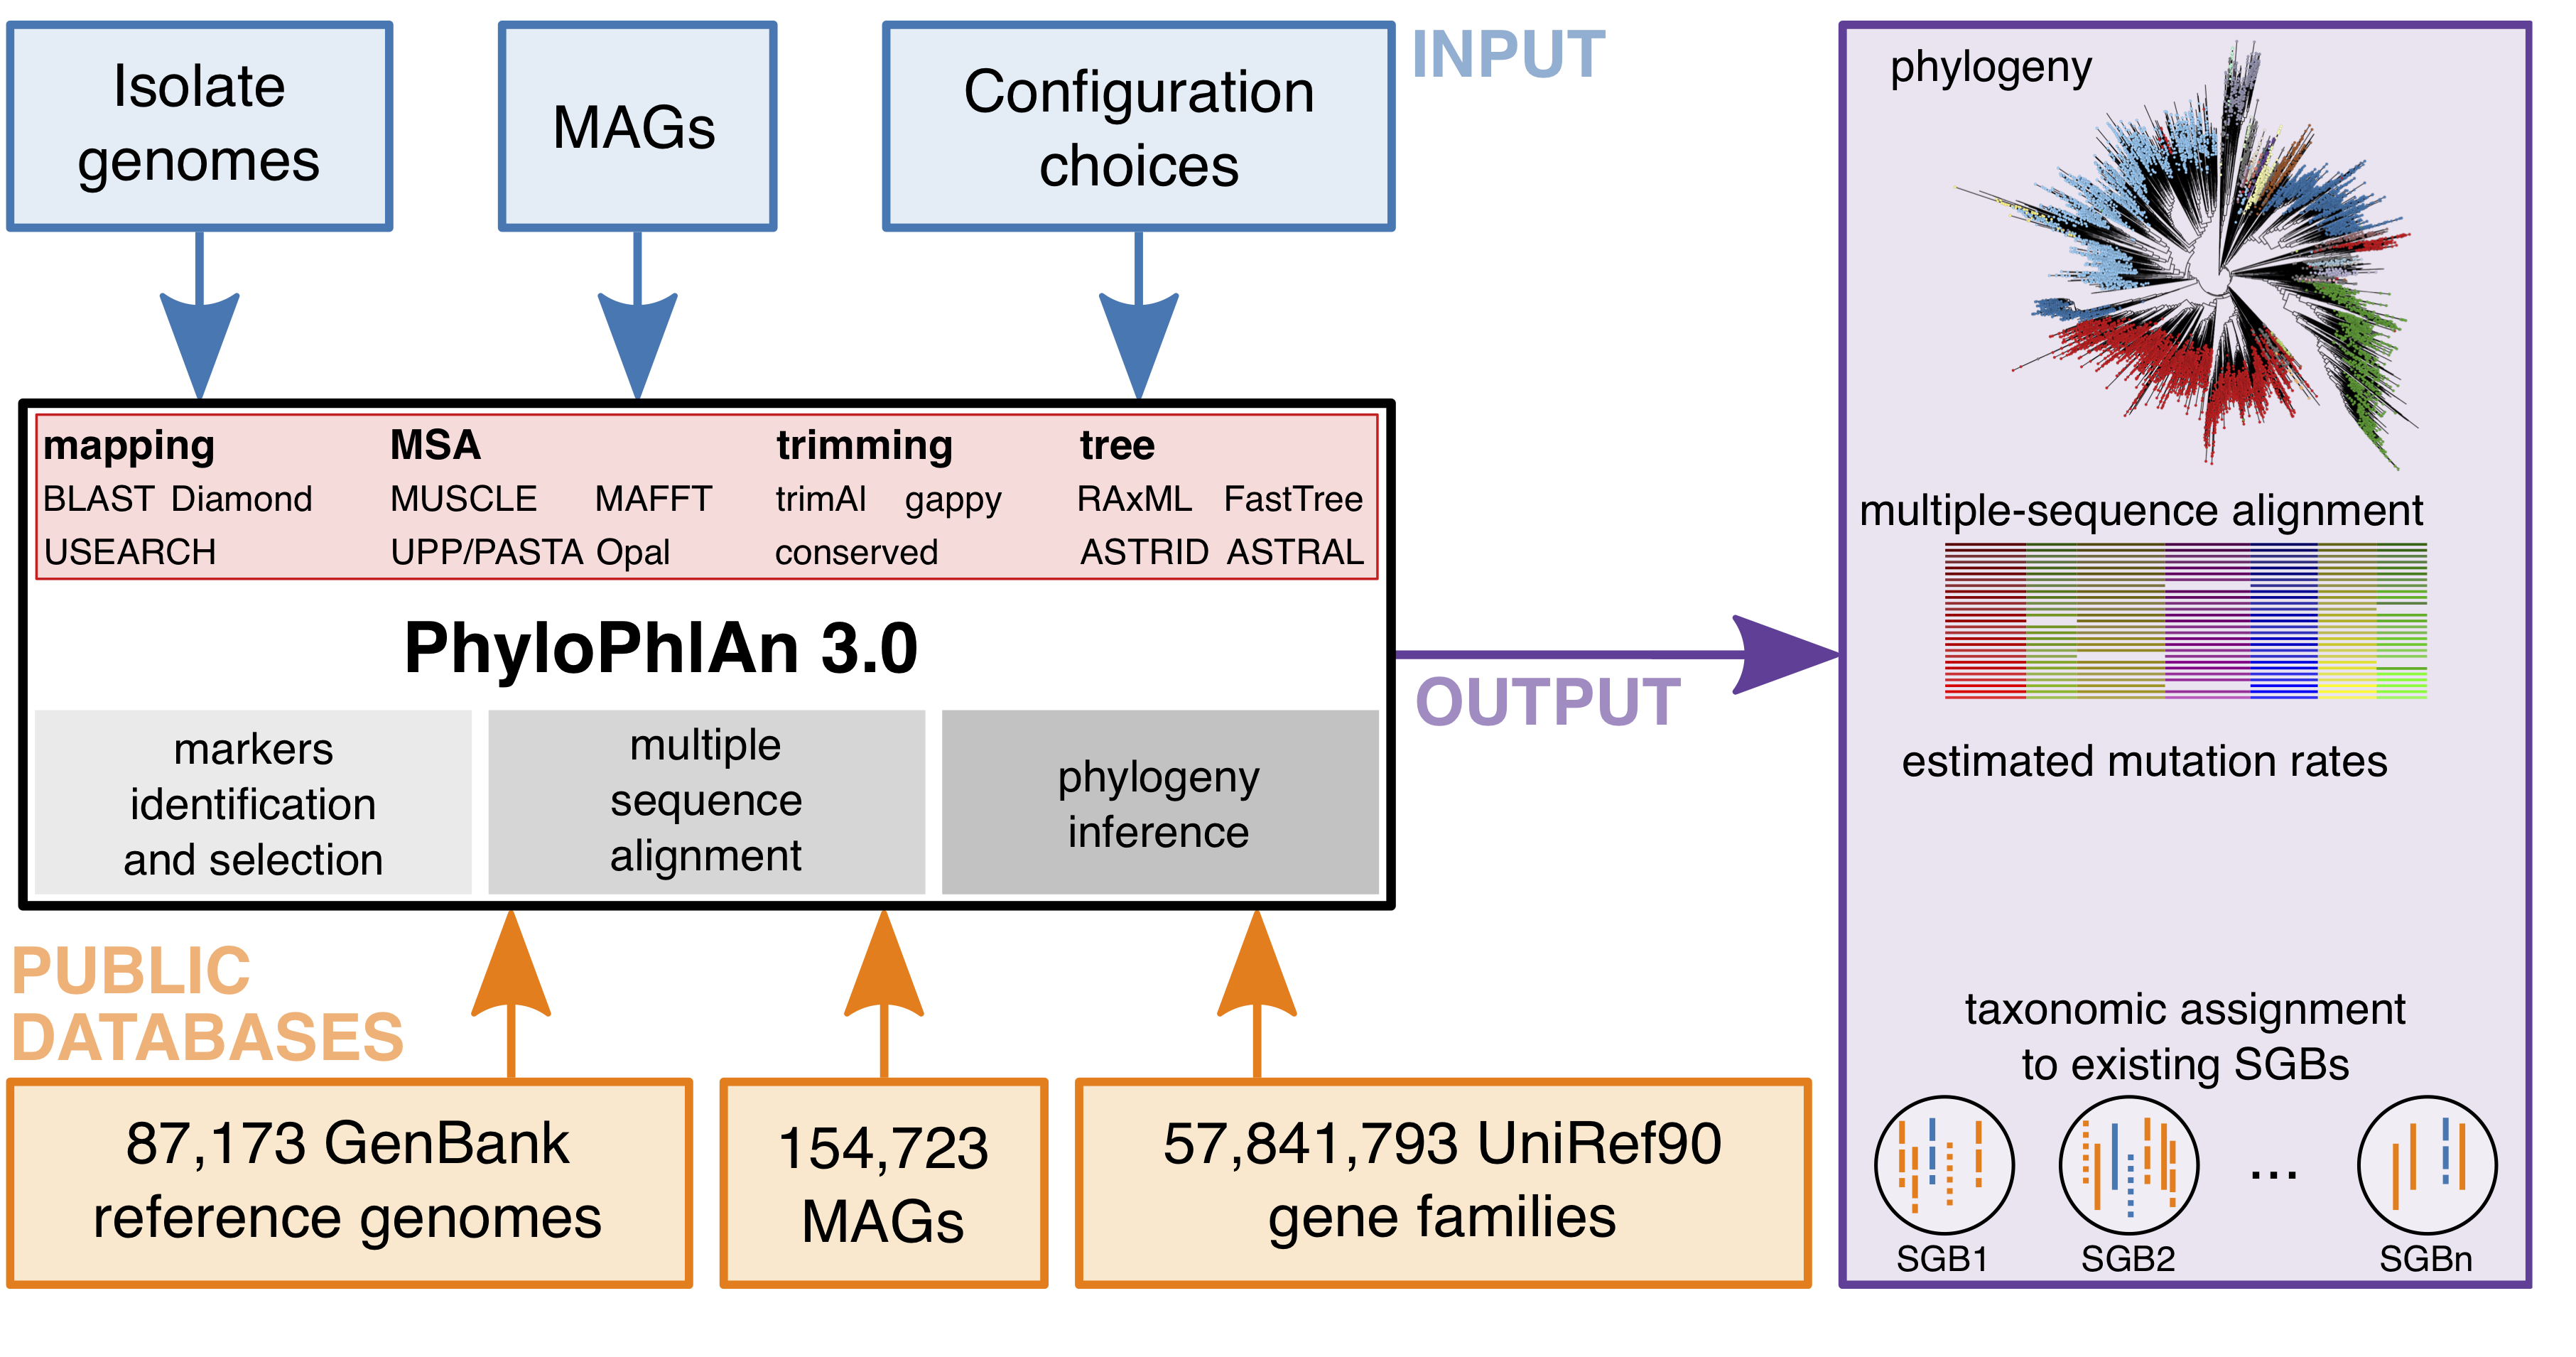 Isolate
genomes
MAGs
Configuration
choices
INPUT
mapping
BLAST Diamond
USEARCH
MSA
MUSCLE MAFFT
UPP/PASTA Opal
trimming
trimAl gappy
conserved
tree
RAxML FastTree
ASTRID ASTRAL
PhyloPhlAn 3.0
markers
identification
and selection
multiple
sequence
alignment
phylogeny
inference
PUBLIC
DATABASES
87,173 GenBank
reference genomes
154,723
MAGs
57,841,793 UniRef90
gene families
OUTPUT
phylogeny
multiple-sequence alignment
estimated mutation rates
taxonomic assignment
to existing SGBs
...
SGB1
SGB2
SGBn